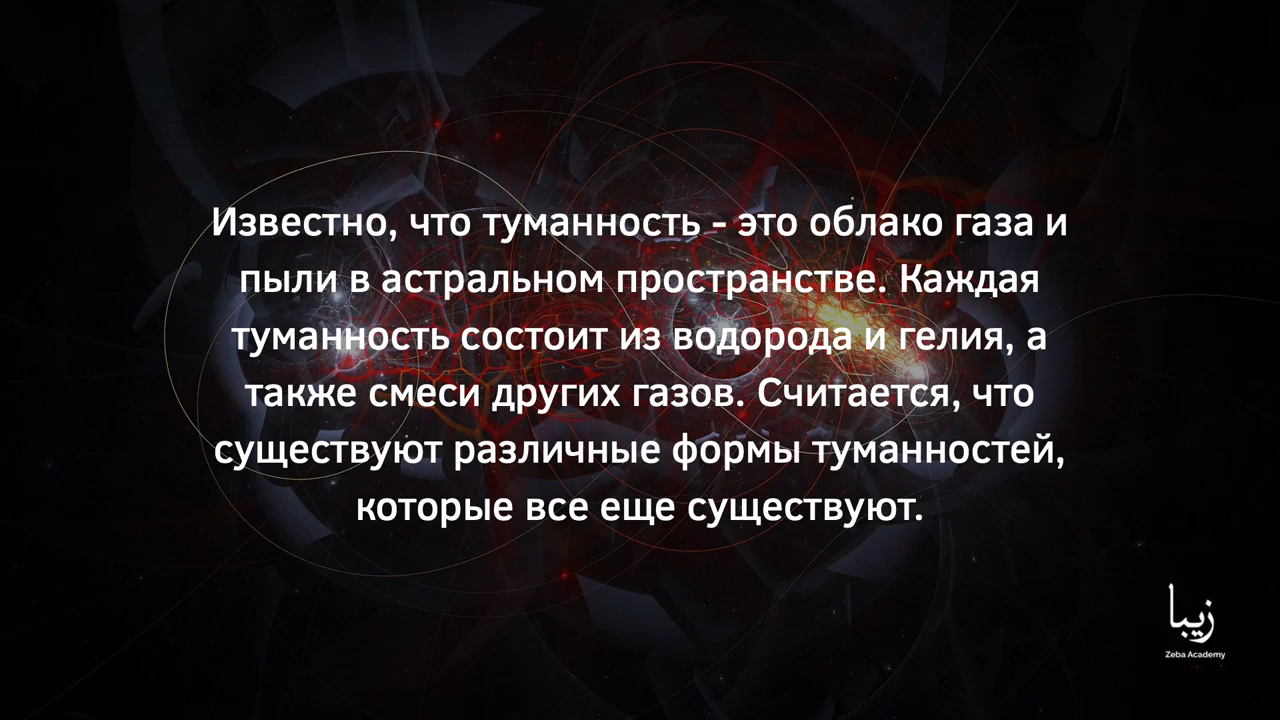 Известно, что туманность - это облако газа и
пыли в астральном пространстве. Каждая
туманность состоит из водорода и гелия, а
также смеси других газов. Считается, что
существуют различные формы туманностей,
которые все еще существуют.
زيبا
Zeba Academy